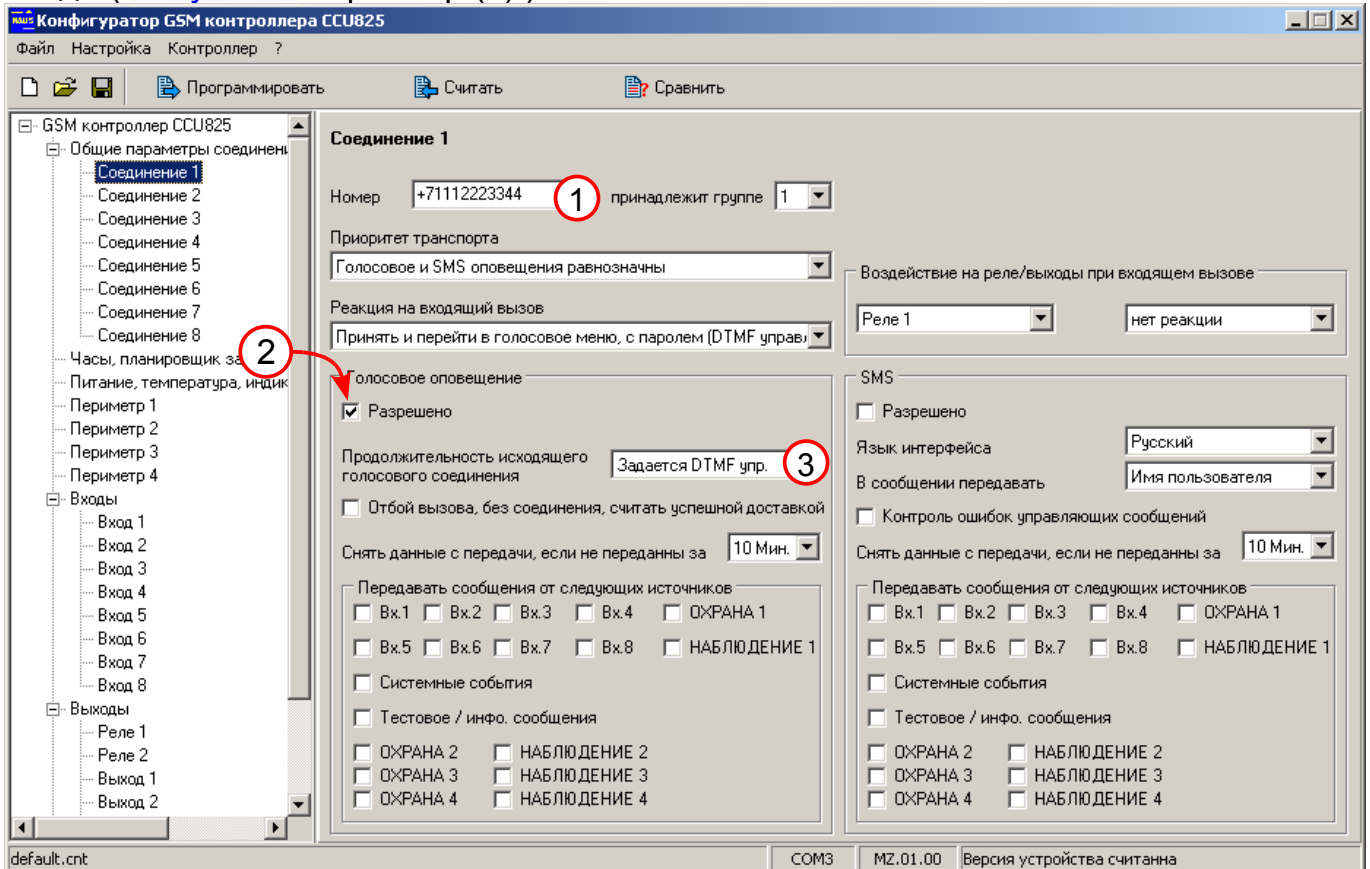 Конфигуратор GSM контроллера CCU825
Файл Настройка Контроллер ?
Программировать Считать Сравнить
GSM контроллер CCU825
Общие параметры соединени
Соединение 1
Соединение 2
Соединение 3
Соединение 4
Соединение 5
Соединение 6
Соединение 7
Соединение 8
Часы, планировщик за
Питание, температура, индик
Периметр 1
Периметр 2
Периметр 3
Периметр 4
Входы
Вход 1
Вход 2
Вход 3
Вход 4
Вход 5
Вход 6
Вход 7
Вход 8
Выходы
Реле 1
Реле 2
Выход 1
Выход 2
Соединение 1
Номер +71112223344 1 принадлежит группе 1
Приоритет транспорта
Голосовое и SMS оповещения равнозначны
Реакция на входящий вызов
Принять и перейти в голосовое меню, с паролем (DTMF управл
Воздействие на реле/выходы при входящем вызове
Реле 1 нет реакции
2
Голосовое оповещение
Разрешено
Продолжительность исходящего
голосового соединения
Задается DTMF упр. 3
Отбой вызова, без соединения, считать успешной доставкой
Снять данные с передачи, если не переданны за 10 Мин.
Передавать сообщения от следующих источников
Вх.1 Вх.2 Вх.3 Вх.4 ОХРАНА 1
Вх.5 Вх.6 Вх.7 Вх.8 НАБЛЮДЕНИЕ 1
Системные события
Тестовое / инфо. сообщения
ОХРАНА 2 НАБЛЮДЕНИЕ 2
ОХРАНА 3 НАБЛЮДЕНИЕ 3
ОХРАНА 4 НАБЛЮДЕНИЕ 4
SMS
Разрешено
Язык интерфейса Русский
В сообщении передавать Имя пользователя
Контроль ошибок управляющих сообщений
Снять данные с передачи, если не переданны за 10 Мин.
Передавать сообщения от следующих источников
Вх.1 Вх.2 Вх.3 Вх.4 ОХРАНА 1
Вх.5 Вх.6 Вх.7 Вх.8 НАБЛЮДЕНИЕ 1
Системные события
Тестовое / инфо. сообщения
ОХРАНА 2 НАБЛЮДЕНИЕ 2
ОХРАНА 3 НАБЛЮДЕНИЕ 3
ОХРАНА 4 НАБЛЮДЕНИЕ 4
default.cnt COM3 MZ.01.00 Версия устройства считанна